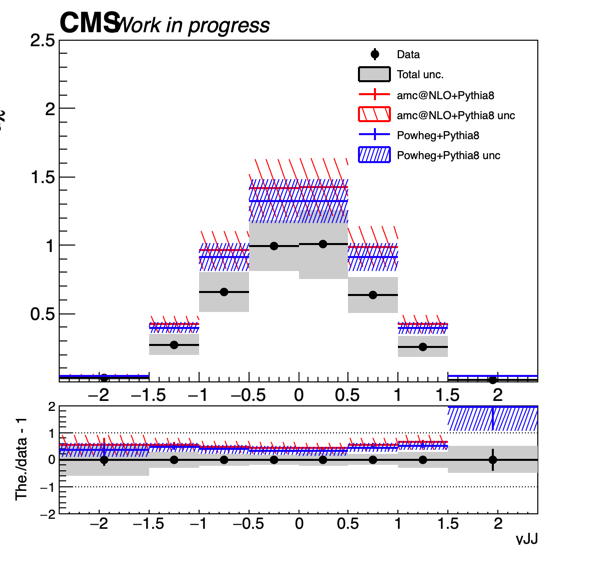 CMS Work in progress
2.5
Data
Total unc.
2
amc@NLO+Pythia8
amc@NLO+Pythia8 unc
Powheg+Pythia8
1.5
Powheg+Pythia8 unc
1
0.5
−2 −1.5 −1 −0.5 0 0.5 1 1.5 2
The./data - 1
2
1
0
−1
−2
−2 −1.5 −1 −0.5 0 0.5 1 1.5 2
yJJ